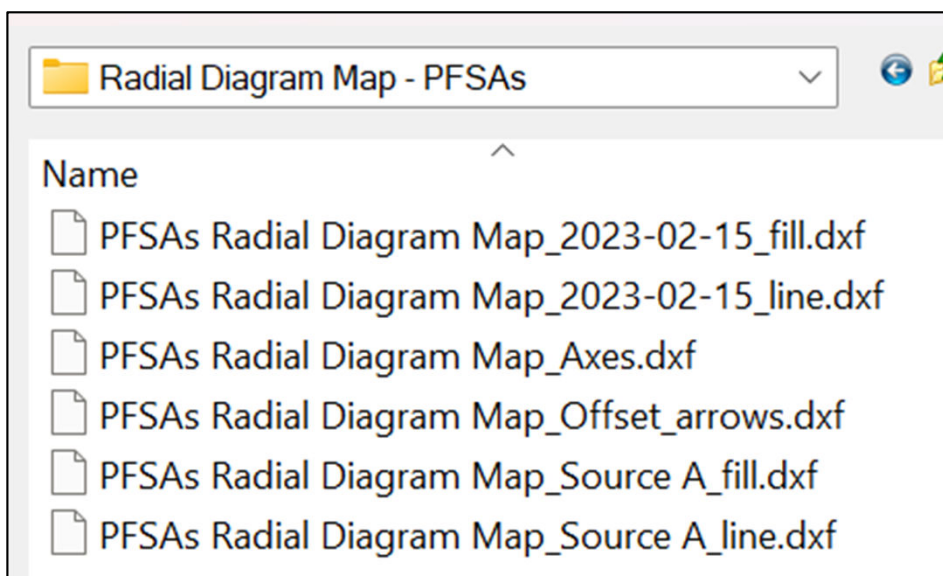 Radial Diagram Map - PFSAs
Name
PFSAs Radial Diagram Map_2023-02-15_fill.dxf
PFSAs Radial Diagram Map_2023-02-15_line.dxf
PFSAs Radial Diagram Map_Axes.dxf
PFSAs Radial Diagram Map_Offset_arrows.dxf
PFSAs Radial Diagram Map_Source A_fill.dxf
PFSAs Radial Diagram Map_Source A_line.dxf